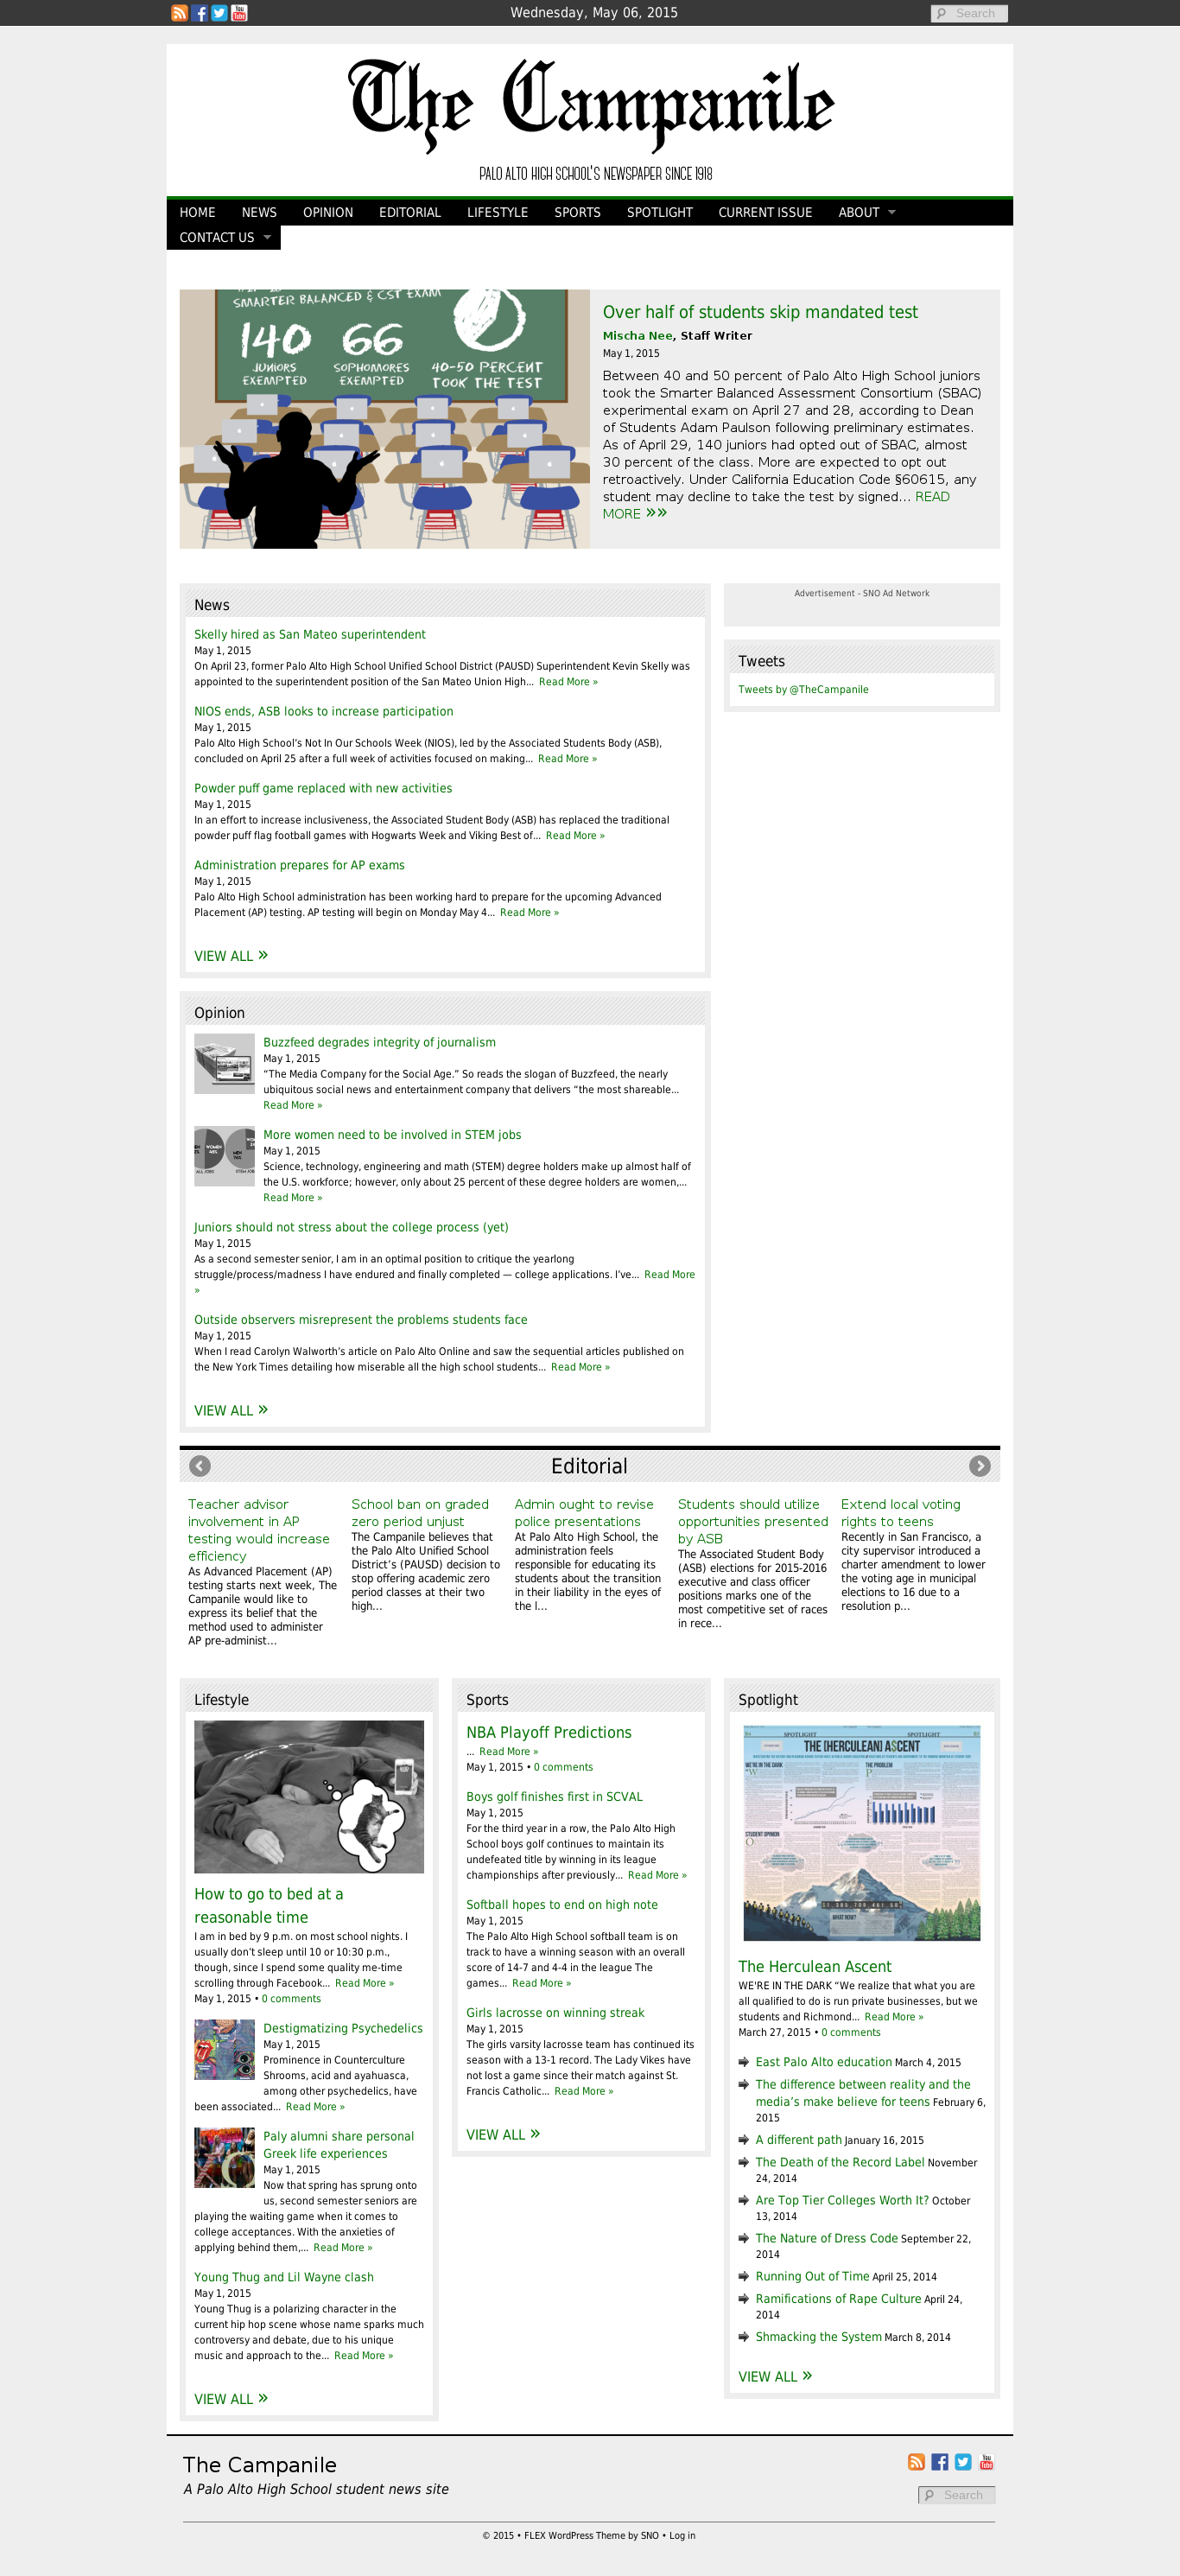 Wednesday, May 06, 2015
Search
The Campanile
PALO ALTO HIGH SCHOOL'S NEWSPAPER SINCE 1918
HOME NEWS OPINION EDITORIAL LIFESTYLE SPORTS SPOTLIGHT CURRENT ISSUE ABOUT
CONTACT US
SMARTER BALANCED & CST EXAM
140 66
JUNIORS EXEMPTED
SOPHOMORES EXEMPTED
40-50 PERCENT TOOK THE TEST
Over half of students skip mandated test
Mischa Nee, Staff Writer
May 1, 2015
Between 40 and 50 percent of Palo Alto High School juniors
took the Smarter Balanced Assessment Consortium (SBAC)
experimental exam on April 27 and 28, according to Dean
of Students Adam Paulson following preliminary estimates.
As of April 29, 140 juniors had opted out of SBAC, almost
30 percent of the class. More are expected to opt out
retroactively. Under California Education Code §60615, any
student may decline to take the test by signed... READ
MORE »»
News
Skelly hired as San Mateo superintendent
May 1, 2015
On April 23, former Palo Alto High School Unified School District (PAUSD) Superintendent Kevin Skelly was
appointed to the superintendent position of the San Mateo Union High... Read More »
NIOS ends, ASB looks to increase participation
May 1, 2015
Palo Alto High School's Not In Our Schools Week (NIOS), led by the Associated Students Body (ASB),
concluded on April 25 after a full week of activities focused on making... Read More »
Powder puff game replaced with new activities
May 1, 2015
In an effort to increase inclusiveness, the Associated Student Body (ASB) has replaced the traditional
powder puff flag football games with Hogwarts Week and Viking Best of... Read More »
Administration prepares for AP exams
May 1, 2015
Palo Alto High School administration has been working hard to prepare for the upcoming Advanced
Placement (AP) testing. AP testing will begin on Monday May 4... Read More »
VIEW ALL »
Advertisement - SNO Ad Network
Tweets
Tweets by @TheCampanile
Opinion
Buzzfeed degrades integrity of journalism
May 1, 2015
“The Media Company for the Social Age.” So reads the slogan of Buzzfeed, the nearly
ubiquitous social news and entertainment company that delivers “the most shareable...
Read More »
More women need to be involved in STEM jobs
May 1, 2015
Science, technology, engineering and math (STEM) degree holders make up almost half of
the U.S. workforce; however, only about 25 percent of these degree holders are women,...
Read More »
Juniors should not stress about the college process (yet)
May 1, 2015
As a second semester senior, I am in an optimal position to critique the yearlong
struggle/process/madness I have endured and finally completed — college applications. I've... Read More
»
Outside observers misrepresent the problems students face
May 1, 2015
When I read Carolyn Walworth's article on Palo Alto Online and saw the sequential articles published on
the New York Times detailing how miserable all the high school students... Read More »
VIEW ALL »
Editorial
Teacher advisor
involvement in AP
testing would increase
efficiency
As Advanced Placement (AP)
testing starts next week, The
Campanile would like to
express its belief that the
method used to administer
AP pre-administ...
School ban on graded
zero period unjust
The Campanile believes that
the Palo Alto Unified School
District's (PAUSD) decision to
stop offering academic zero
period classes at their two
high...
Admin ought to revise
police presentations
At Palo Alto High School, the
administration feels
responsible for educating its
students about the transition
in their liability in the eyes of
the l...
Students should utilize
opportunities presented
by ASB
The Associated Student Body
(ASB) elections for 2015-2016
executive and class officer
positions marks one of the
most competitive set of races
in rece...
Extend local voting
rights to teens
Recently in San Francisco, a
city supervisor introduced a
charter amendment to lower
the voting age in municipal
elections to 16 due to a
resolution p...
Lifestyle
How to go to bed at a
reasonable time
I am in bed by 9 p.m. on most school nights. I
usually don't sleep until 10 or 10:30 p.m.,
though, since I spend some quality me-time
scrolling through Facebook... Read More »
May 1, 2015 • 0 comments
Destigmatizing Psychedelics
May 1, 2015
Prominence in Counterculture
Shrooms, acid and ayahuasca,
among other psychedelics, have
been associated... Read More »
Paly alumni share personal
Greek life experiences
May 1, 2015
Now that spring has sprung onto
us, second semester seniors are
playing the waiting game when it comes to
college acceptances. With the anxieties of
applying behind them,... Read More »
Young Thug and Lil Wayne clash
May 1, 2015
Young Thug is a polarizing character in the
current hip hop scene whose name sparks much
controversy and debate, due to his unique
music and approach to the... Read More »
VIEW ALL »
Sports
NBA Playoff Predictions
... Read More »
May 1, 2015 • 0 comments
Boys golf finishes first in SCVAL
May 1, 2015
For the third year in a row, the Palo Alto High
School boys golf continues to maintain its
undefeated title by winning in its league
championships after previously... Read More »
Softball hopes to end on high note
May 1, 2015
The Palo Alto High School softball team is on
track to have a winning season with an overall
score of 14-7 and 4-4 in the league The
games... Read More »
Girls lacrosse on winning streak
May 1, 2015
The girls varsity lacrosse team has continued its
season with a 13-1 record. The Lady Vikes have
not lost a game since their match against St.
Francis Catholic... Read More »
VIEW ALL »
Spotlight
SPOTLIGHT SPOTLIGHT
THE (HERCULEAN) A$CENT
WE'RE IN THE DARK
THE PROBLEM
STUDENT OPINION
WHAT NOW?
The Herculean Ascent
WE'RE IN THE DARK “We realize that what you are
all qualified to do is run private businesses, but we
students and Richmond... Read More »
March 27, 2015 • 0 comments
East Palo Alto education March 4, 2015
The difference between reality and the
media's make believe for teens February 6,
2015
A different path January 16, 2015
The Death of the Record Label November
24, 2014
Are Top Tier Colleges Worth It? October
13, 2014
The Nature of Dress Code September 22,
2014
Running Out of Time April 25, 2014
Ramifications of Rape Culture April 24,
2014
Shmacking the System March 8, 2014
VIEW ALL »
The Campanile
A Palo Alto High School student news site
Search
© 2015 • FLEX WordPress Theme by SNO • Log in